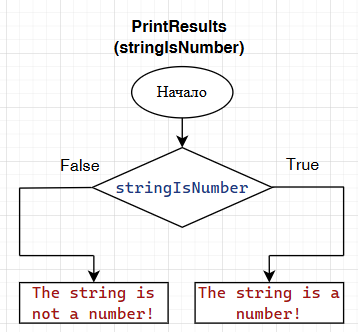 PrintResults
(stringIsNumber)
Начало
False
True
stringIsNumber
The string is
not a number!
The string is a
number!